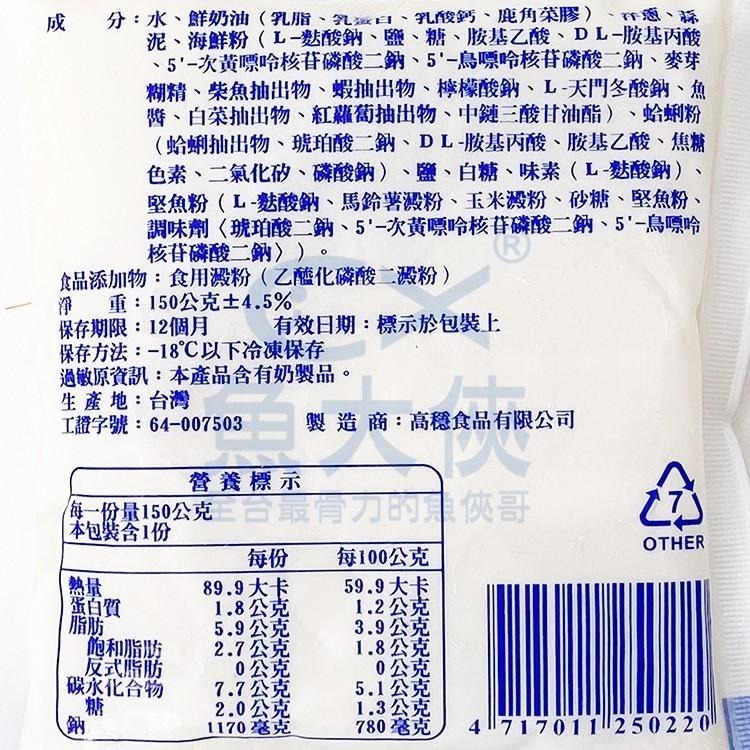 成 分：水、鮮奶油（乳脂、乳蛋白、乳酸鈣、鹿角菜膠）、洋蔥、蒜
泥、海鮮粉（L-麩酸鈉、鹽、糖、胺基乙酸、DL-胺基丙酸
、5'-次黃嘌呤核苷磷酸二鈉、5'-鳥嘌呤核苷磷酸二鈉、麥芽
糊精、柴魚抽出物、蝦抽出物、檸檬酸鈉、L-天門冬酸鈉、魚
醬、白菜抽出物、紅蘿蔔抽出物、中鏈三酸甘油酯）、蛤蜊粉
（蛤蜊抽出物、琥珀酸二鈉、DL-胺基丙酸、胺基乙酸、焦糖
色素、二氧化矽、磷酸鈉）、鹽、白糖、味素（L-麩酸鈉）、
堅魚粉（L-麩酸鈉、馬鈴薯澱粉、玉米澱粉、砂糖、堅魚粉、
調味劑〈琥珀酸二鈉、5'-次黃嘌呤核苷磷酸二鈉、5'-鳥嘌呤
核苷磷酸二鈉〉）。
食品添加物：食用澱粉（乙醯化磷酸二澱粉）
淨 重：150公克±4.5%
保存期限：12個月 有效日期：標示於包裝上
保存方法：-18℃以下冷凍保存
過敏原資訊：本產品含有奶製品。
生 產 地：台灣
工證字號：64-007503 製 造 商：高穩食品有限公司
®
魚大俠
全台最骨力的魚俠哥
營養標示
每一份量150公克
本包裝含1份
每份 每100公克
熱量 89.9大卡 59.9大卡
蛋白質 1.8公克 1.2公克
脂肪 5.9公克 3.9公克
飽和脂肪 2.7公克 1.8公克
反式脂肪 0公克 0公克
碳水化合物 7.7公克 5.1公克
糖 2.0公克 1.3公克
鈉 1170毫克 780毫克
7
OTHER
4 717011 250220